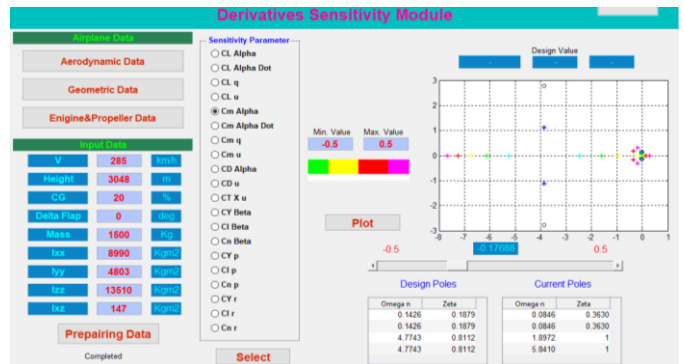 Derivatives Sensitivity Module
Airplane Data
Aerodynamic Data
Geometric Data
Enigine&Propeller Data
Input Data
V 285 km/h
Height 3048 m
CG 20 %
Delta Flap 0 deg
Mass 1500 Kg
Ixx 8990 Kgm2
Iyy 4803 Kgm2
Izz 13510 Kgm2
Ixz 147 Kgm2
Prepairing Data
Completed
Sensitivity Parameter
CL Alpha
CL Alpha Dot
CL q
CL u
Cm Alpha
Cm Alpha Dot
Cm q
Cm u
CD Alpha
CD u
CT X u
CY Beta
Cl Beta
Cn Beta
CY p
Cl p
Cn p
CY r
Cl r
Cn r
Select
Min. Value Max. Value
-0.5 0.5
Plot
Design Value
- - -
3
2
1
0
-1
-2
-3
-8 -7 -6 -5 -4 -3 -2 -1 0 1
-0.5 -0.17688 0.5
Design Poles
Omega n Zeta
0.1426 0.1879
0.1426 0.1879
4.7743 0.8112
4.7743 0.8112
Current Poles
Omega n Zeta
0.0846 0.3630
0.0846 0.3630
1.8972 1
5.8410 1